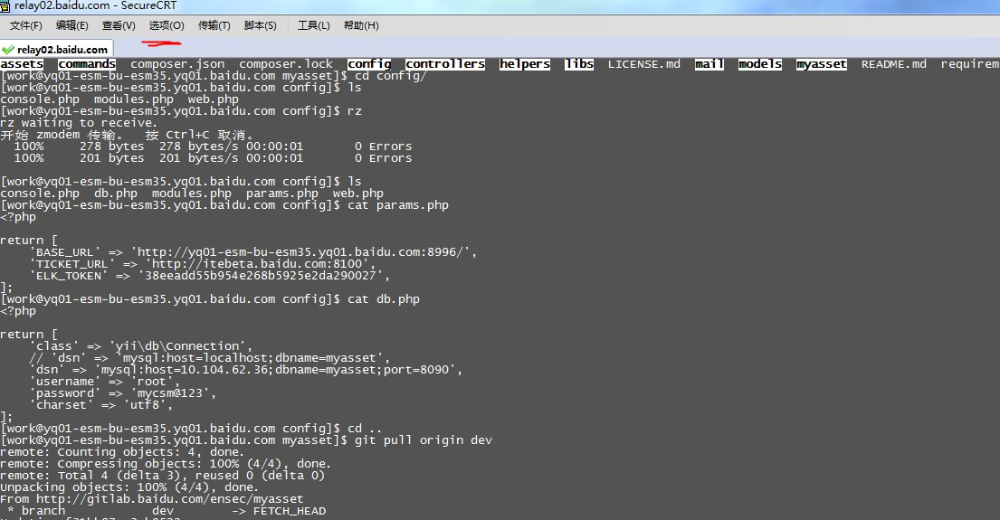 relay02.baidu.com - SecureCRT
文件(F) 编辑(E) 查看(V) 选项(O) 传输(T) 脚本(S) 工具(L) 帮助(H)
relay02.baidu.com
assets commands composer.json composer.lock config controllers helpers libs LICENSE.md mail models myasset README.md requirem
[work@yq01-esm-bu-esm35.yq01.baidu.com myasset]$ cd config/
[work@yq01-esm-bu-esm35.yq01.baidu.com config]$ ls
console.php modules.php web.php
[work@yq01-esm-bu-esm35.yq01.baidu.com config]$ rz
rz waiting to receive.
开始 zmodem 传输。 按 Ctrl+C 取消。
100% 278 bytes 278 bytes/s 00:00:01 0 Errors
100% 201 bytes 201 bytes/s 00:00:01 0 Errors
[work@yq01-esm-bu-esm35.yq01.baidu.com config]$ ls
console.php db.php modules.php params.php web.php
[work@yq01-esm-bu-esm35.yq01.baidu.com config]$ cat params.php
<?php
return [
'BASE_URL' => 'http://yq01-esm-bu-esm35.yq01.baidu.com:8996/',
'TICKET_URL' => 'http://itebeta.baidu.com:8100',
'ELK_TOKEN' => '38eeadd55b954e268b5925e2da290027',
];
[work@yq01-esm-bu-esm35.yq01.baidu.com config]$ cat db.php
<?php
return [
'class' => 'yii\db\Connection',
// 'dsn' => 'mysql:host=localhost;dbname=myasset',
'dsn' => 'mysql:host=10.104.62.36;dbname=myasset;port=8090',
'username' => 'root',
'password' => 'mycsm@123',
'charset' => 'utf8',
];
[work@yq01-esm-bu-esm35.yq01.baidu.com config]$ cd ..
[work@yq01-esm-bu-esm35.yq01.baidu.com myasset]$ git pull origin dev
remote: Counting objects: 4, done.
remote: Compressing objects: 100% (4/4), done.
remote: Total 4 (delta 3), reused 0 (delta 0)
Unpacking objects: 100% (4/4), done.
From http://gitlab.baidu.com/ensec/myasset
* branch dev -> FETCH_HEAD